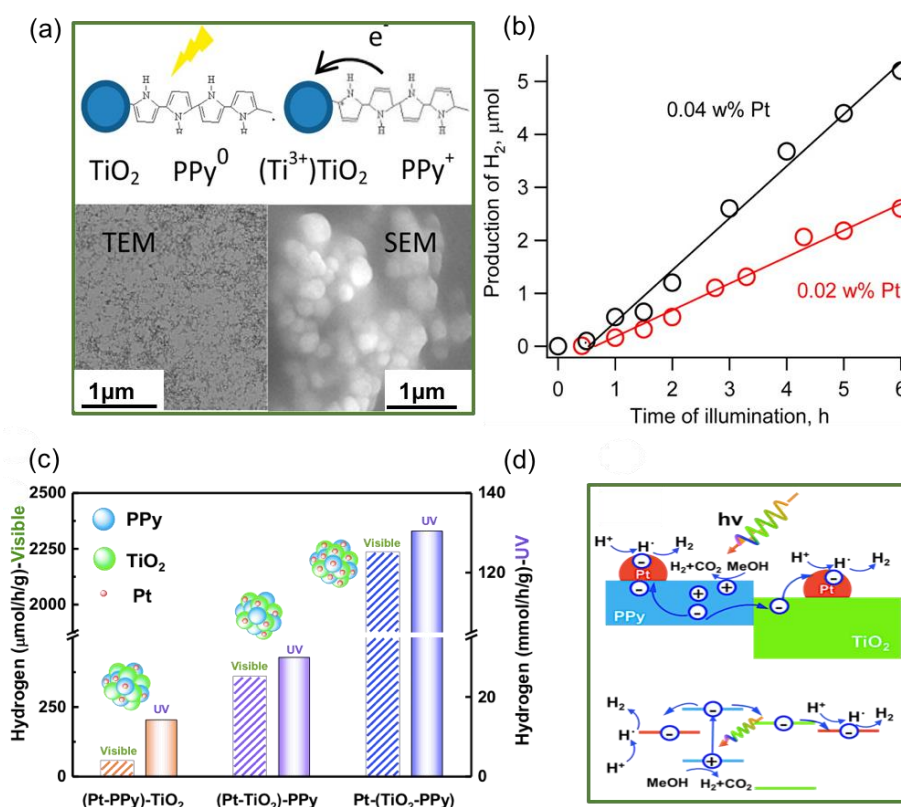 (a)
e
H H H H
N N N N
N N N N
H H
TiO2 PPy0 (Ti3+)TiO2 PPy+
TEM SEM
1µm 1µm
(b)
Production of H2, µmol
5
4
3
2
1
0
0.04 w% Pt
0.02 w% Pt
0 1 2 3 4 5 6
Time of illumination, h
(c)
Hydrogen (µmol/h/g)-Visible
2500
2250
2000
250
0
PPy
TiO2
Pt
Visible
UV
Visible
UV
Visible
UV
140
120
20
0
Hydrogen (mmol/h/g)-UV
(Pt-PPy)-TiO2 (Pt-TiO2)-PPy Pt-(TiO2-PPy)
(d)
hν
H+ H· H2
H2+CO2 MeOH
H+ H· H2
Pt
Pt
PPy
TiO2
H2
H·
H+
H+ H· H2
MeOH H2+CO2